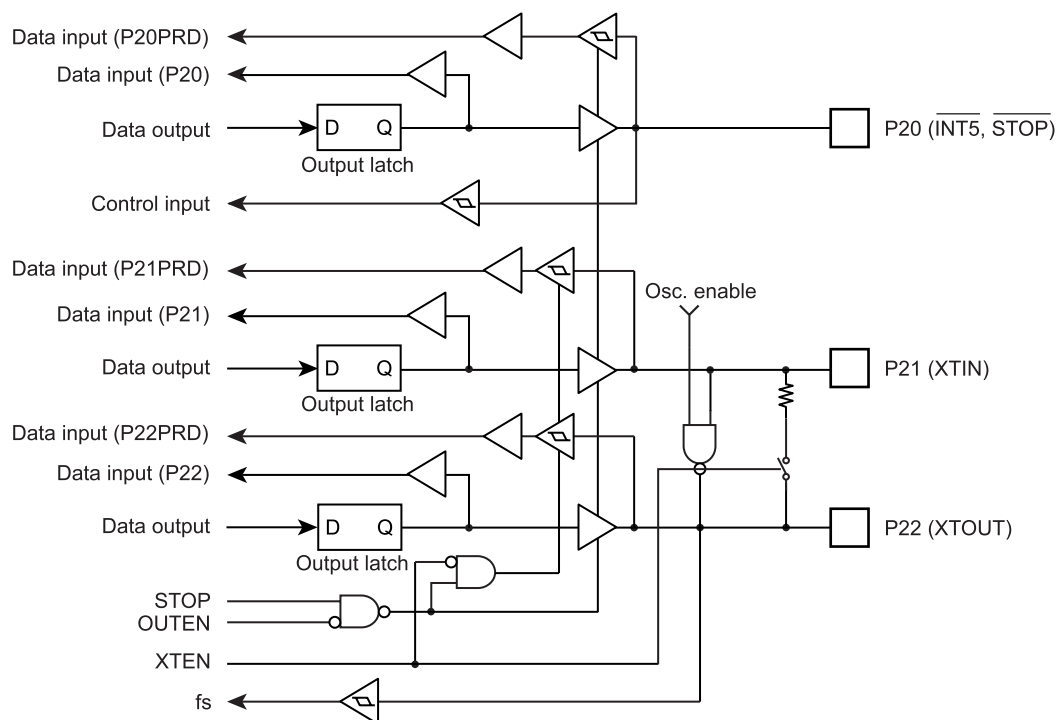 Data input (P20PRD)
Data input (P20)
Data output
D Q
Output latch
P20 (INT5, STOP)
Control input
Data input (P21PRD)
Osc. enable
Data input (P21)
Data output
D Q
Output latch
P21 (XTIN)
Data input (P22PRD)
Data input (P22)
Data output
D Q
Output latch
P22 (XTOUT)
STOP
OUTEN
XTEN
fs